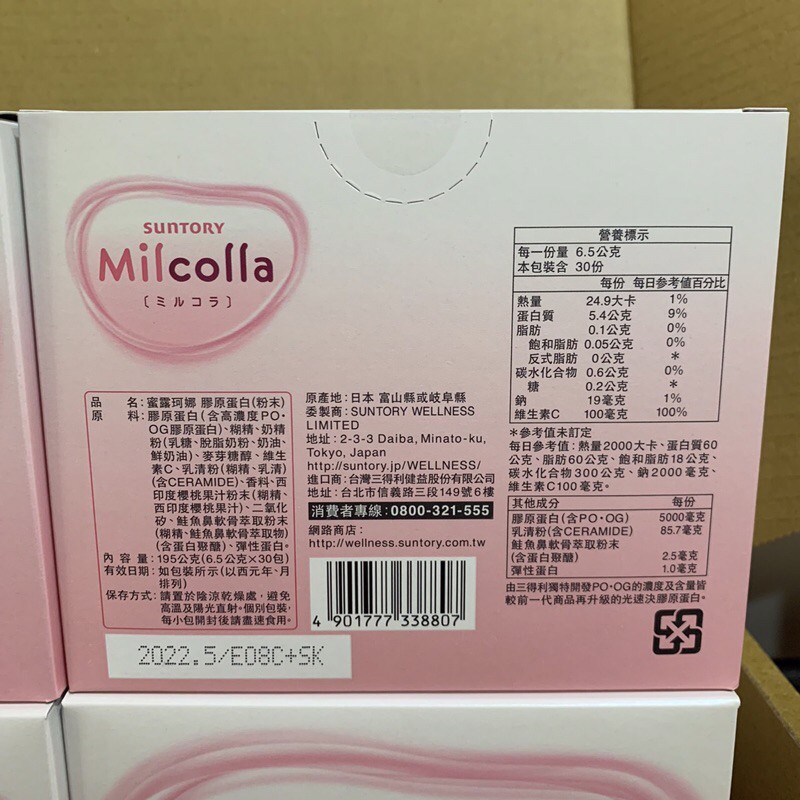 SUNTORY
Milcolla
〔ミルコラ〕
品　名:蜜露珂娜 膠原蛋白(粉末)
原　料:膠原蛋白(含高濃度PO・
OG膠原蛋白)、糊精、奶精
粉(乳糖、脫脂奶粉、奶油、
鮮奶油)、麥芽糖醇、維生
素C、乳清粉(糊精、乳清)
(含CERAMIDE)、香料、西
印度櫻桃果汁粉末(糊精、
西印度櫻桃果汁)、二氧化
矽、鮭魚鼻軟骨萃取粉末
(糊精、鮭魚鼻軟骨萃取物)
(含蛋白聚醣)、彈性蛋白。
內 容 量:195公克(6.5公克×30包)
有效日期:如包裝所示(以西元年、月
排列)
保存方式:請置於陰涼乾燥處，避免
高溫及陽光直射。個別包裝，
每小包開封後請盡速食用。
2022.5/E08C+SK
原產地:日本 富山縣或岐阜縣
委製商:SUNTORY WELLNESS
LIMITED
地址:2-3-3 Daiba, Minato-ku,
Tokyo, Japan
http://suntory.jp/WELLNESS/
進口商:台灣三得利健益股份有限公司
地址:台北市信義路三段149號6樓
消費者專線:0800-321-555
網路商店:
http://wellness.suntory.com.tw
4 901777 338807
營養標示
每一份量 6.5公克
本包裝含 30份
每份 每日參考值百分比
熱量 24.9大卡 1%
蛋白質 5.4公克 9%
脂肪 0.1公克 0%
飽和脂肪 0.05公克 0%
反式脂肪 0公克 *
碳水化合物 0.6公克 0%
糖 0.2公克 *
鈉 19毫克 1%
維生素C 100毫克 100%
*參考值未訂定
每日參考值:熱量2000大卡、蛋白質60
公克、脂肪60公克、飽和脂肪18公克、
碳水化合物300公克、鈉2000毫克、
維生素C100毫克。
其他成分 每份
膠原蛋白(含PO・OG) 5000毫克
乳清粉(含CERAMIDE) 85.7毫克
鮭魚鼻軟骨萃取粉末
(含蛋白聚醣) 2.5毫克
彈性蛋白 1.0毫克
由三得利獨特開發PO・OG的濃度及含量皆
較前一代商品再升級的光速決膠原蛋白。